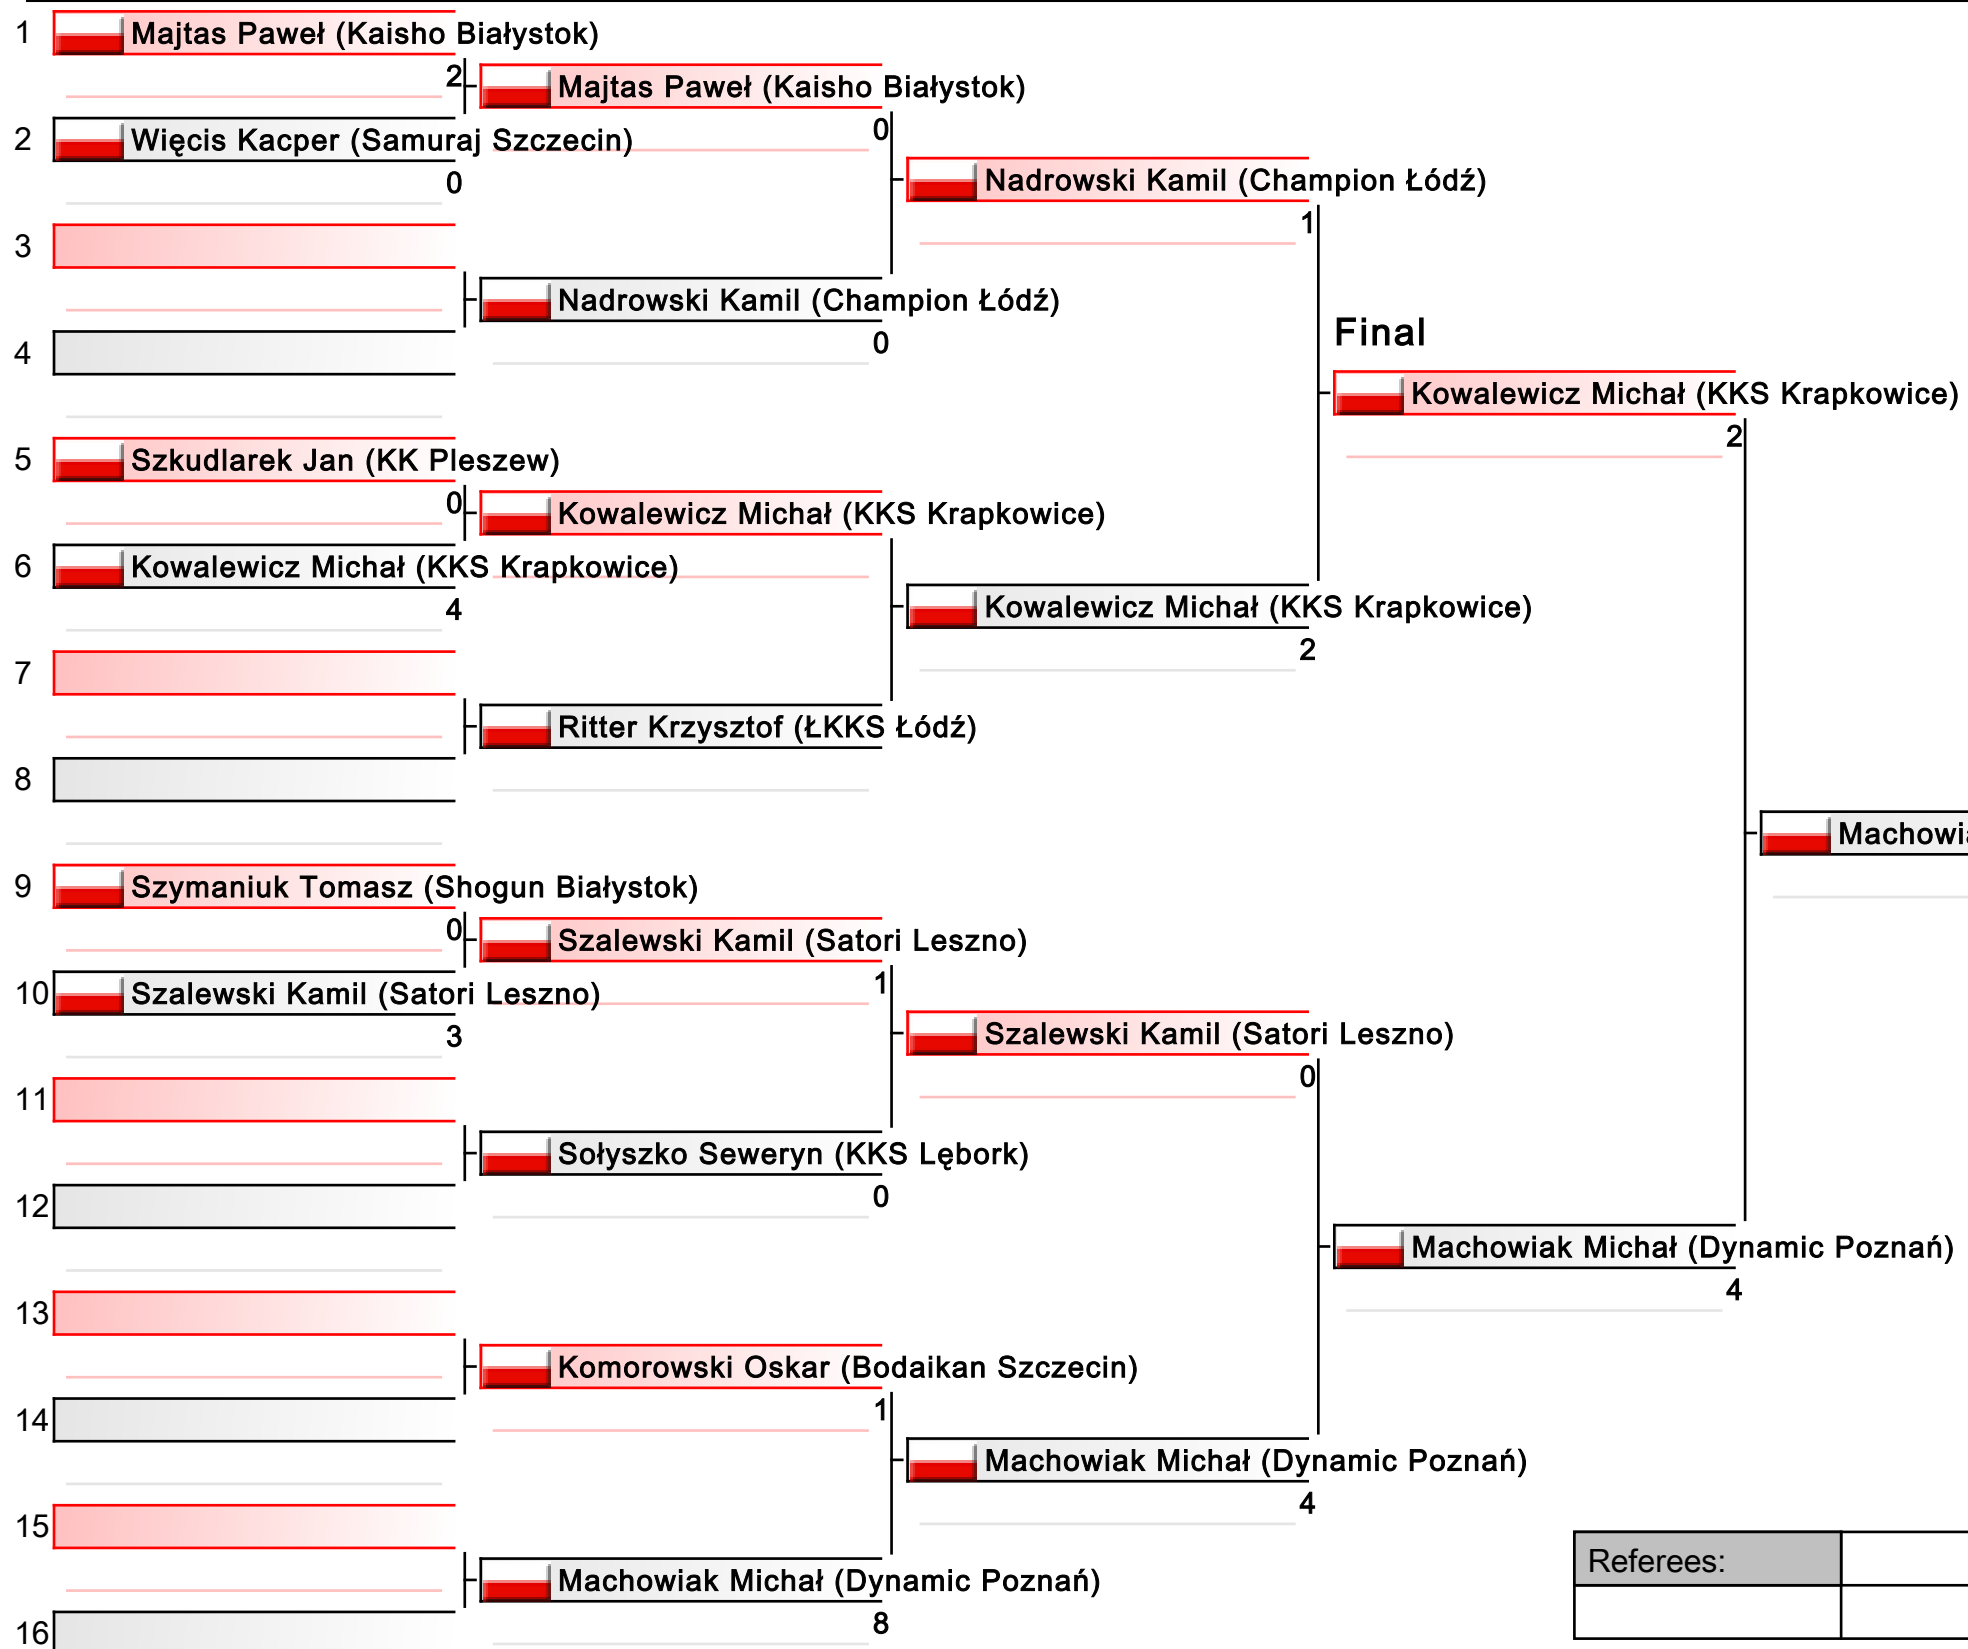 1 Majtas Paweł (Kaisho Białystok)
2
Majtas Paweł (Kaisho Białystok)
0
2 Więcis Kacper (Samuraj Szczecin)
0
Nadrowski Kamil (Champion Łódź)
1
3
Nadrowski Kamil (Champion Łódź)
0
4
Final
Kowalewicz Michał (KKS Krapkowice)
2
5 Szkudlarek Jan (KK Pleszew)
0
Kowalewicz Michał (KKS Krapkowice)
6 Kowalewicz Michał (KKS Krapkowice)
4
Kowalewicz Michał (KKS Krapkowice)
2
7
Ritter Krzysztof (ŁKKS Łódź)
8
Machowia
9 Szymaniuk Tomasz (Shogun Białystok)
0
Szalewski Kamil (Satori Leszno)
1
10 Szalewski Kamil (Satori Leszno)
3
Szalewski Kamil (Satori Leszno)
0
11
Sołyszko Seweryn (KKS Lębork)
0
12
Machowiak Michał (Dynamic Poznań)
4
13
Komorowski Oskar (Bodaikan Szczecin)
1
14
Machowiak Michał (Dynamic Poznań)
4
15
Machowiak Michał (Dynamic Poznań)
8
16
Referees: